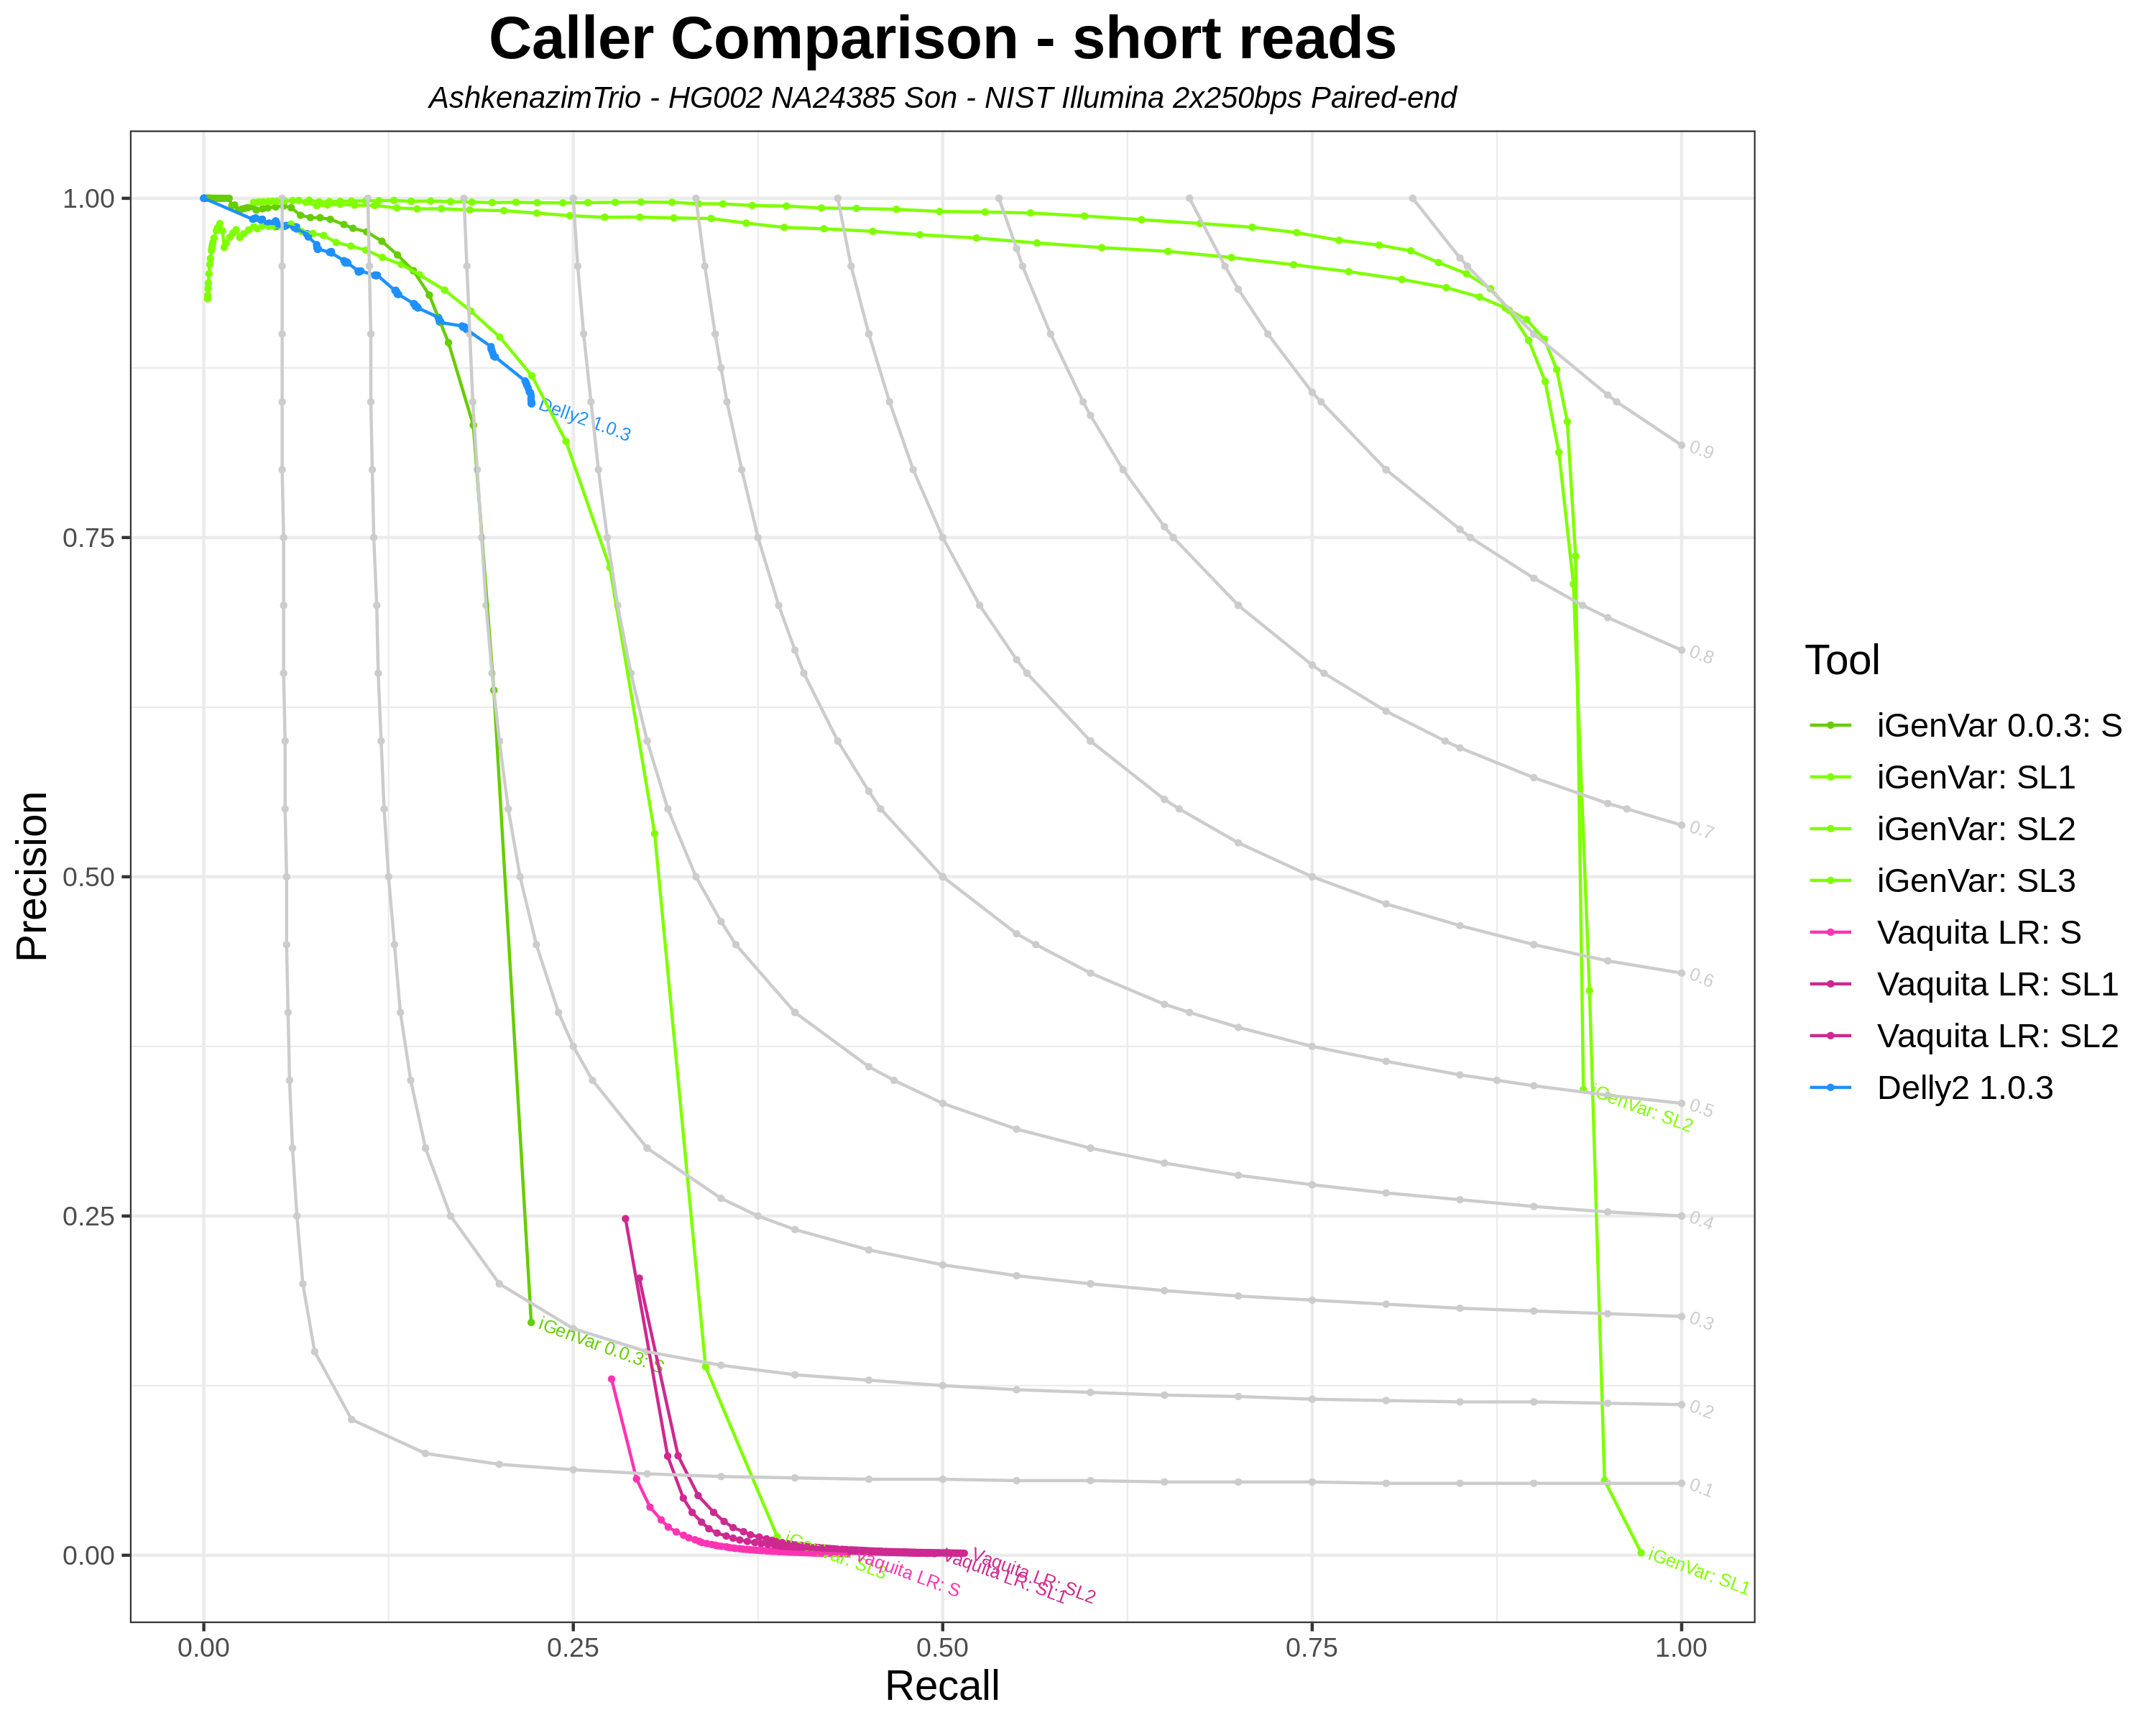 Caller Comparison - short reads
AshkenazimTrio - HG002 NA24385 Son - NIST Illumina 2x250bps Paired-end
Precision
1.00
0.75
0.50
0.25
0.00
0.00
0.25
0.50
0.75
1.00
Recall
Delly2 1.0.3
iGenVar 0.0.3: S
iGenVar: SL2
iGenVar: SL3
Vaquita LR: S
Vaquita LR: SL1
Vaquita LR: SL2
iGenVar: SL1
0.9
0.8
0.7
0.6
0.5
0.4
0.3
0.2
0.1
Tool
iGenVar 0.0.3: S
iGenVar: SL1
iGenVar: SL2
iGenVar: SL3
Vaquita LR: S
Vaquita LR: SL1
Vaquita LR: SL2
Delly2 1.0.3